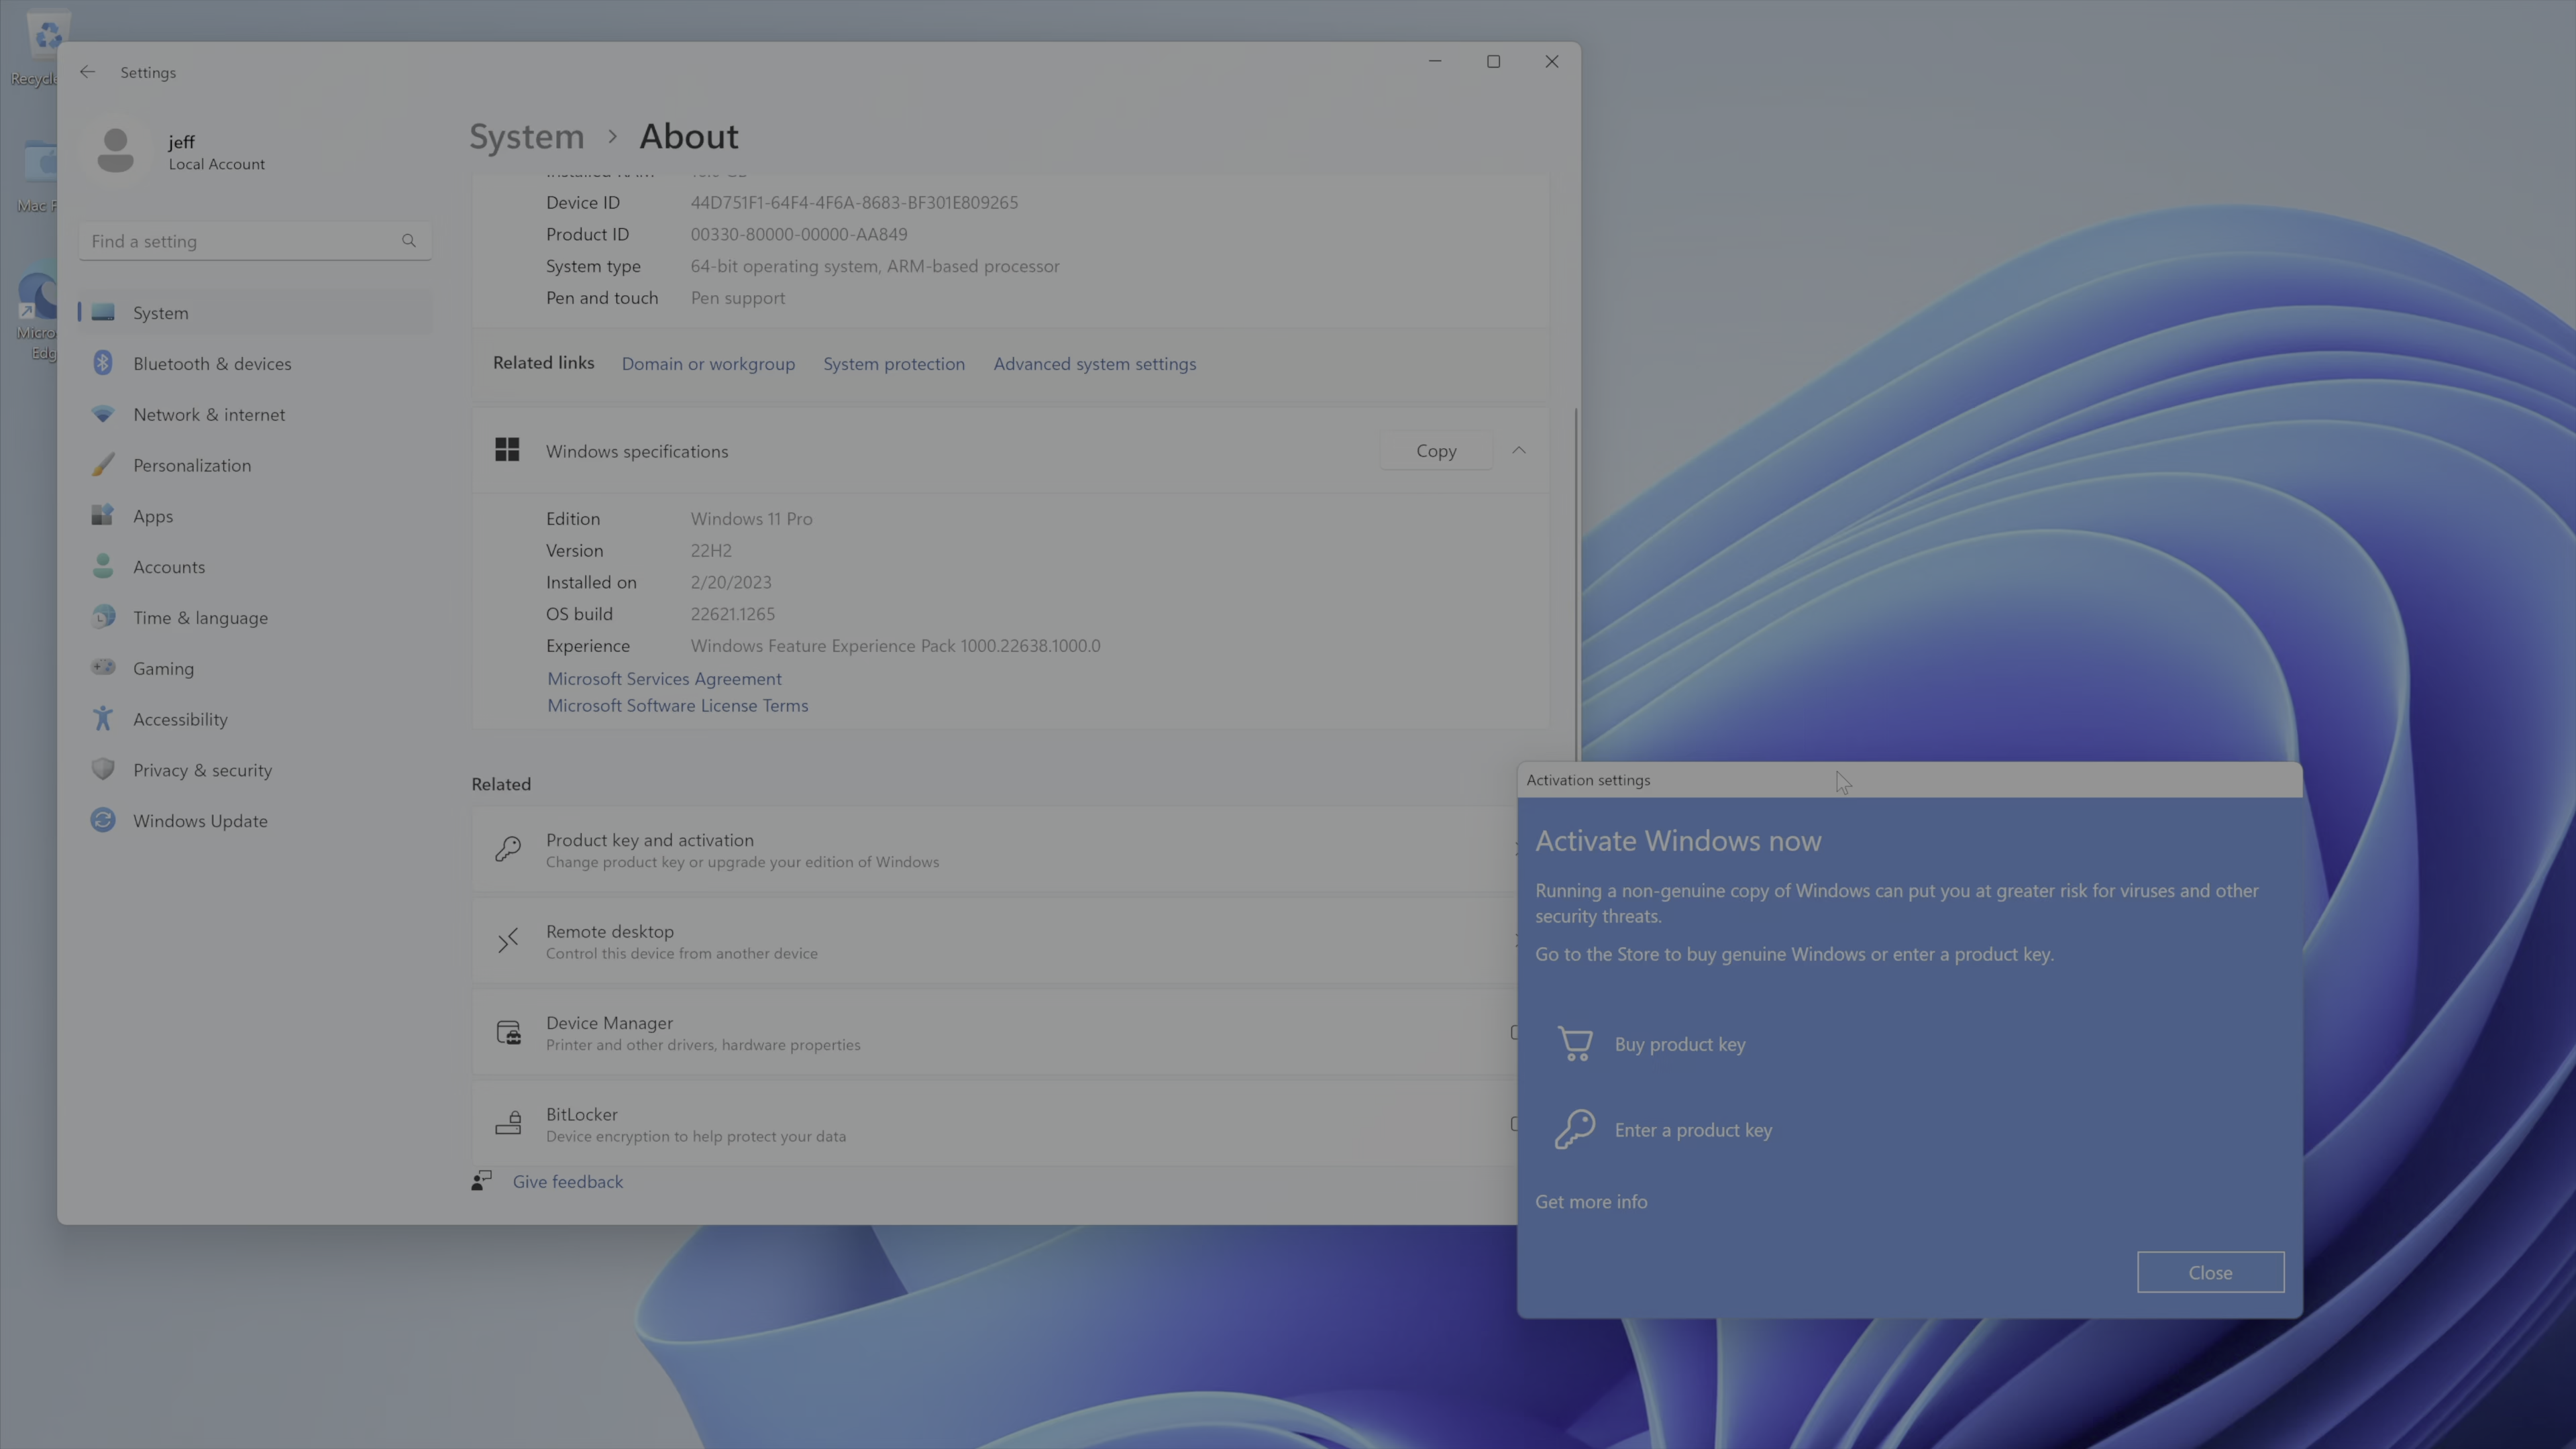 Recycle
Mac F
Micro
Edg
Settings
jeff
Local Account
Find a setting
System
Bluetooth & devices
Network & internet
Personalization
Apps
Accounts
Time & language
Gaming
Accessibility
Privacy & security
Windows Update
System > About
Device ID 44D751F1-64F4-4F6A-8683-BF301E809265
Product ID 00330-80000-00000-AA849
System type 64-bit operating system, ARM-based processor
Pen and touch Pen support
Related links Domain or workgroup System protection Advanced system settings
Windows specifications Copy
Edition Windows 11 Pro
Version 22H2
Installed on 2/20/2023
OS build 22621.1265
Experience Windows Feature Experience Pack 1000.22638.1000.0
Microsoft Services Agreement
Microsoft Software License Terms
Related
Product key and activation
Change product key or upgrade your edition of Windows
Remote desktop
Control this device from another device
Device Manager
Printer and other drivers, hardware properties
BitLocker
Device encryption to help protect your data
Give feedback
Activation settings
Activate Windows now
Running a non-genuine copy of Windows can put you at greater risk for viruses and other
security threats.
Go to the Store to buy genuine Windows or enter a product key.
Buy product key
Enter a product key
Get more info
Close